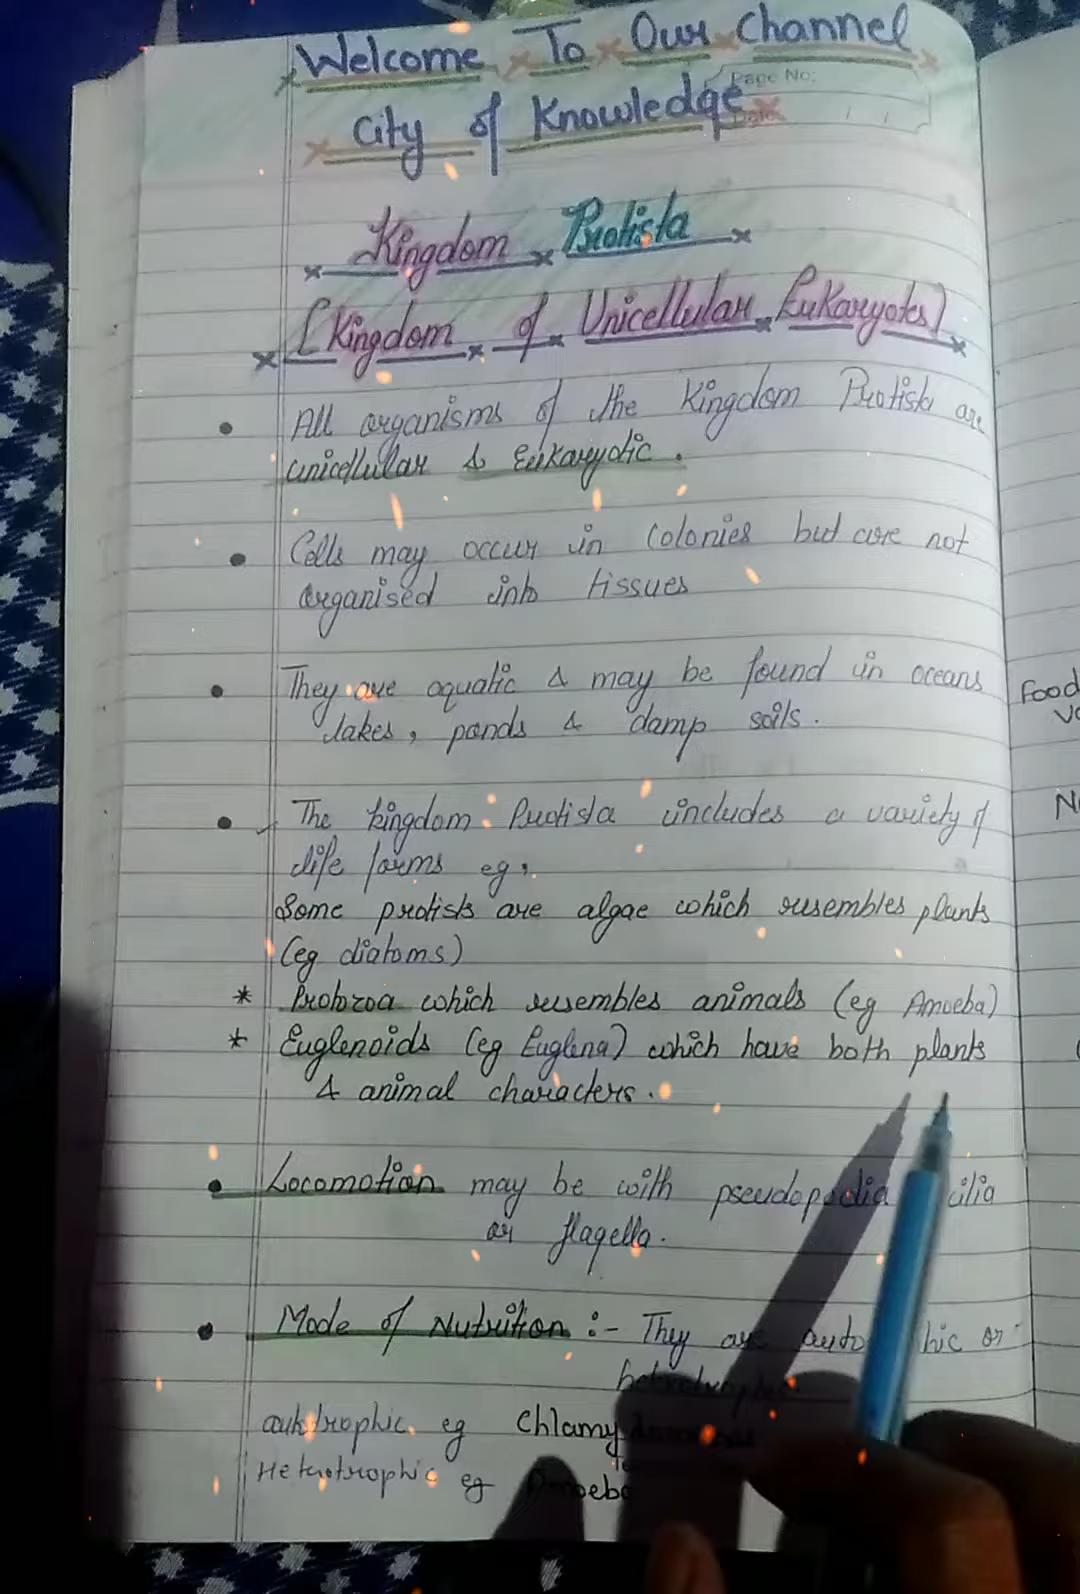 Welcome To Our Channel
Page No:
Date:
City of Knowledge
Kingdom Protista
[Kingdom of Unicellular Eukaryotes)
All organisms of the Kingdom Protista are
unicellular & Eukaryotic.
Cells may occur in Colonies but are not
organised into tissues
They are aquatic & may be found in oceans
lakes, ponds & damp soils.
The kingdom Protista includes a variety of
life forms eg,
Some protists are algae which resembles plants
(eg diatoms)
* Protozoa which resembles animals (eg Amoeba)
* Euglenoids (eg Euglena) which have both plants
& animal characters.
Locomotion may be with pseudopodia cilia
or flagella.
Mode of Nutrition :- They are or
heterotrophic
autotrophic eg
Heterotrophic eg Amoeba
Food